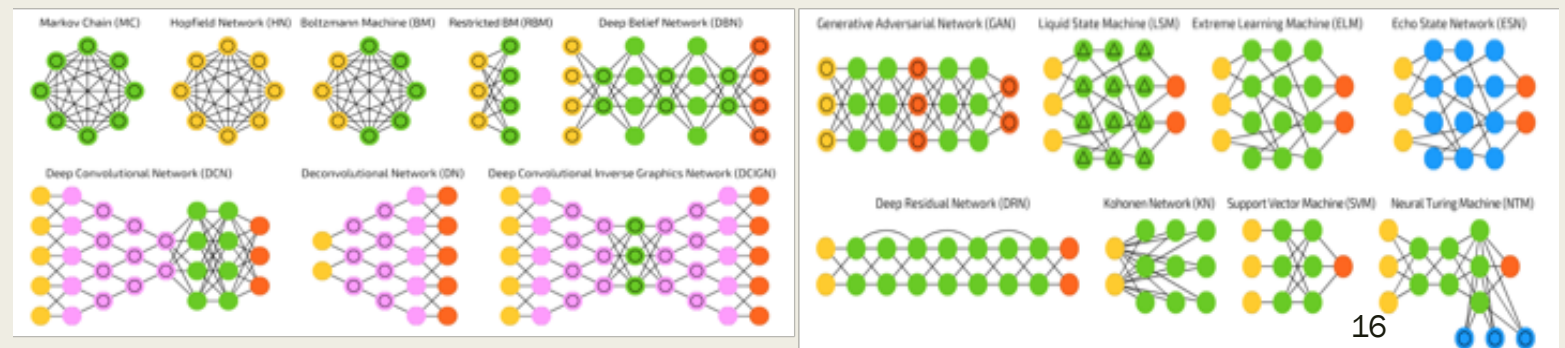 Markov Chain (MC)
Hopfield Network (HN)
Boltzmann Machine (BM)
Restricted BM (RBM)
Deep Belief Network (DBN)
Deep Convolutional Network (DCN)
Deconvolutional Network (DN)
Deep Convolutional Inverse Graphics Network (DCIGN)
Generative Adversarial Network (GAN)
Liquid State Machine (LSM)
Extreme Learning Machine (ELM)
Echo State Network (ESN)
Deep Residual Network (DRN)
Kohonen Network (KN)
Support Vector Machine (SVM)
Neural Turing Machine (NTM)
16